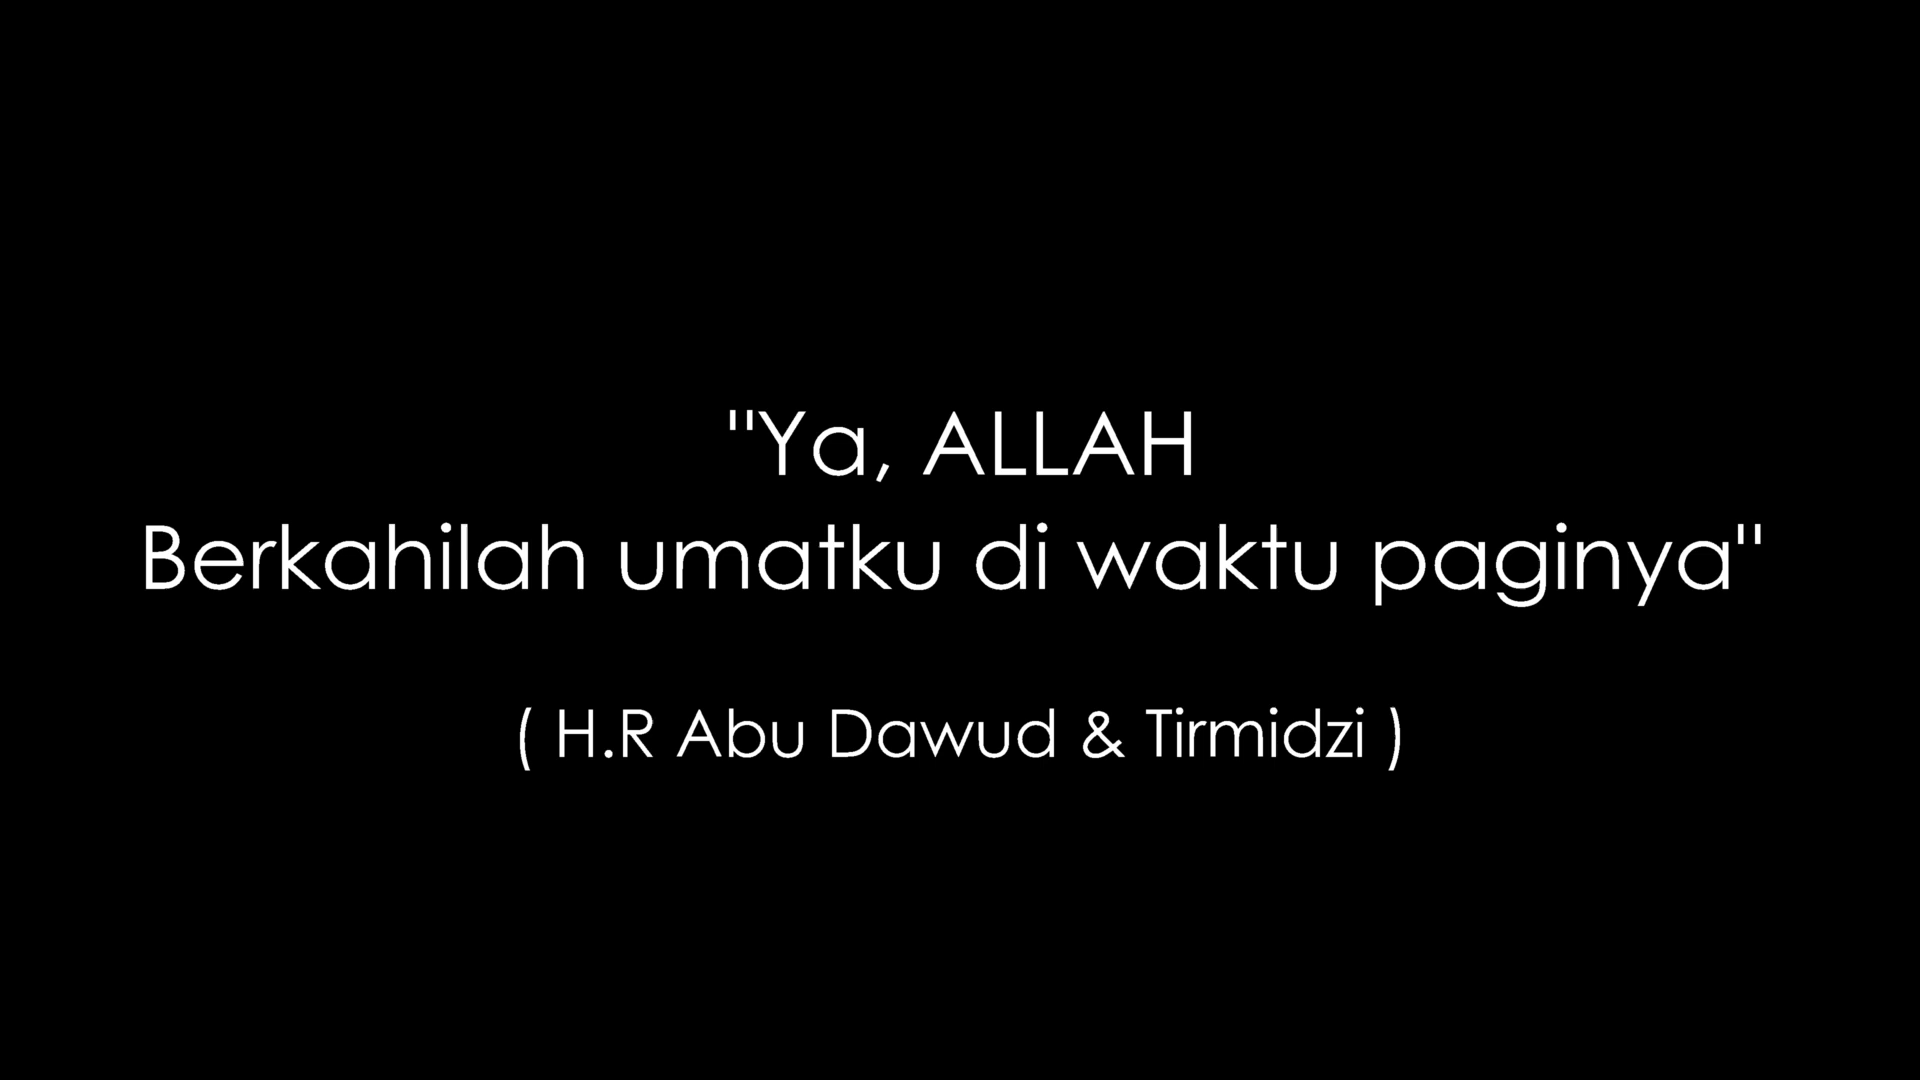 "Ya, ALLAH
Berkahilah umatku di waktu paginya"
( H.R Abu Dawud & Tirmidzi )